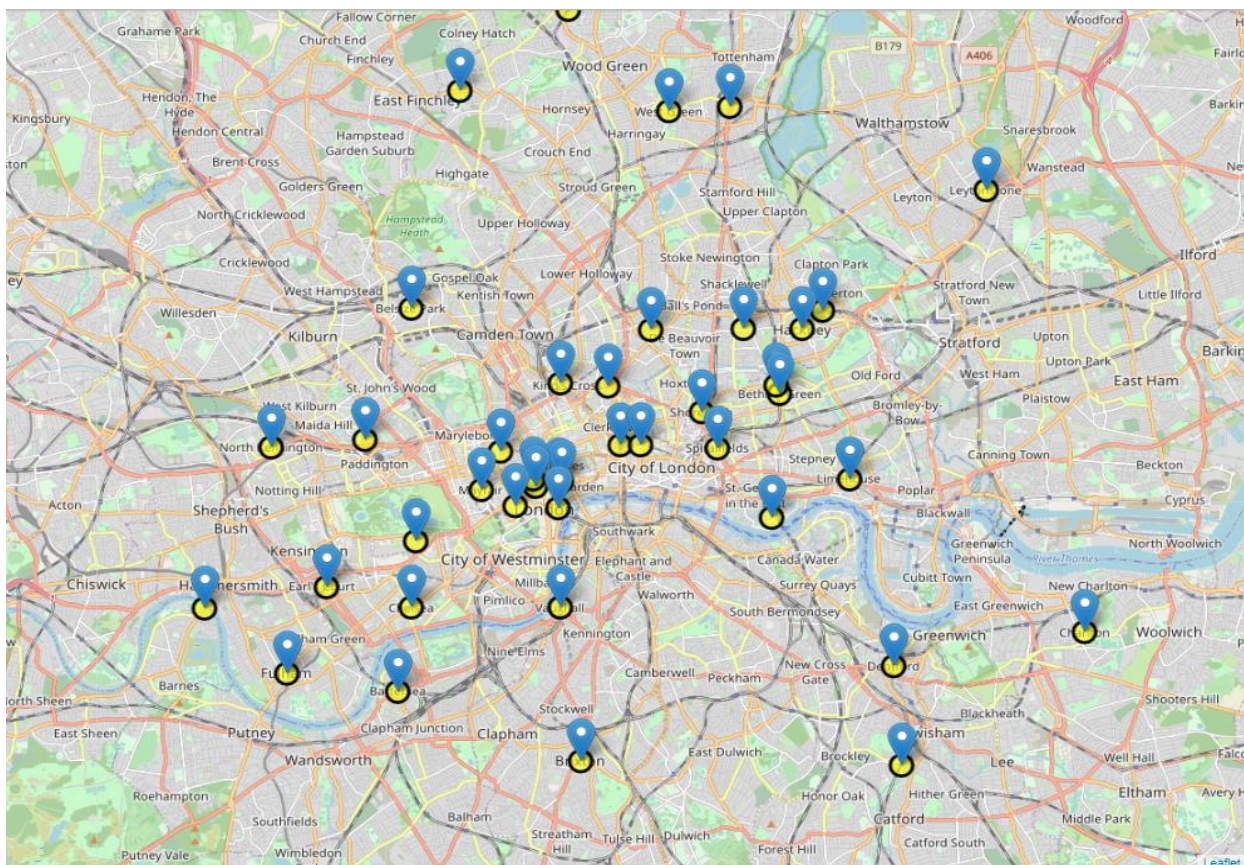 Grahame Park
Fallow Corner
Colney Hatch
Woodford
Church End
Finchley
Wood Green
Tottenham
B179
A406
Hendon, The
Hyde
East Finchley
Hornsey
Kingsbury
Hendon Central
Harringay
Walthamstow
Snaresbrook
Hampstead
Garden Suburb
Crouch End
Wanstead
Brent Cross
Highgate
Golders Green
Stroud Green
Stamford Hill
Leyton
North Cricklewood
Hampstead
Heath
Upper Holloway
Upper Clapton
Cricklewood
Stoke Newington
Clapton Park
Ilford
Gospel Oak
Lower Holloway
Shacklewell
West Hampstead
Kentish Town
Stratford New
Town
Little Ilford
Willesden
Camden Town
Kilburn
Beauvoir
Town
Stratford
Upton
Upton Park
St. John's Wood
Old Ford
West Ham
East Ham
West Kilburn
Maida Hill
Bromley-by-
Bow
Plaistow
Paddington
City of London
Stepney
Canning Town
Beckton
Acton
Notting Hill
Poplar
Cyprus
Shepherd's
Bush
Southwark
Blackwall
Kensington
City of Westminster
Elephant and
Castle
Canada Water
Greenwich
Peninsula
River Thames
North Woolwich
Chiswick
Pimlico
Walworth
Surrey Quays
Cubitt Town
New Charlton
South Bermondsey
East Greenwich
Kennington
Greenwich
Woolwich
Nine Elms
Barnes
Camberwell
Peckham
New Cross
Gate
North Sheen
Stockwell
Shooters Hill
East Sheen
Putney
Clapham Junction
Clapham
Blackheath
Wandsworth
East Dulwich
Brockley
Lee
Well Hall
Roehampton
Honor Oak
Hither Green
Eltham
Southfields
Balham
Catford
Middle Park
Streatham
Hill
Tulse Hill
Dulwich
Putney Vale
Wimbledon
Forest Hill
Catford South
Leaflet